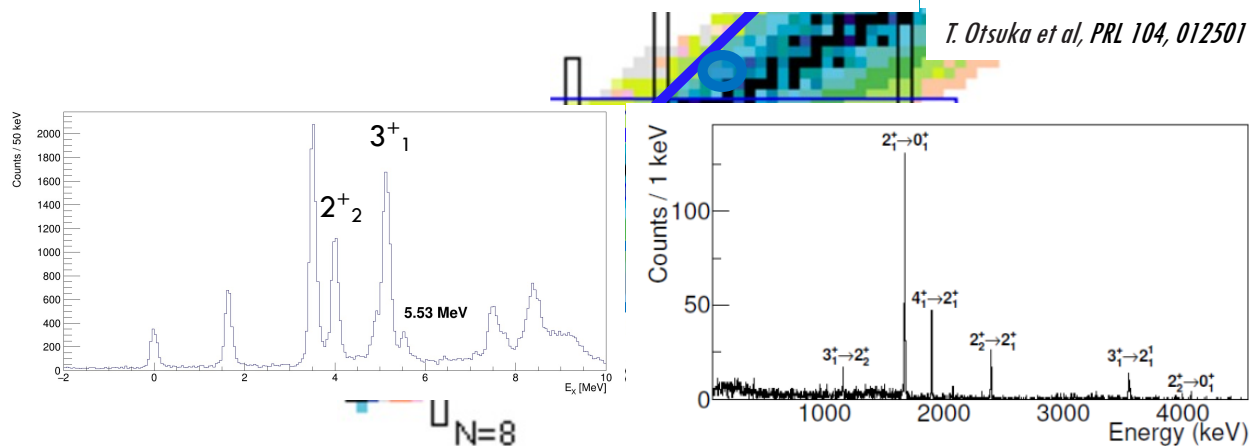 T. Otsuka et al, PRL 104, 012501
Counts / 50 keV
2000
1800
1600
1400
1200
1000
800
600
400
200
0
3⁺₁
2⁺₂
5.53 MeV
−2 0 2 4 6 8 10
Eₓ [MeV]
Counts / 1 keV
100
50
0
2⁺₁→0⁺₁
4⁺₁→2⁺₁
2⁺₂→2⁺₁
3⁺₁→2⁺₂
3⁺₁→2¹₁
2⁺₂→0⁺₁
1000 2000 3000 4000
Energy (keV)
N=8